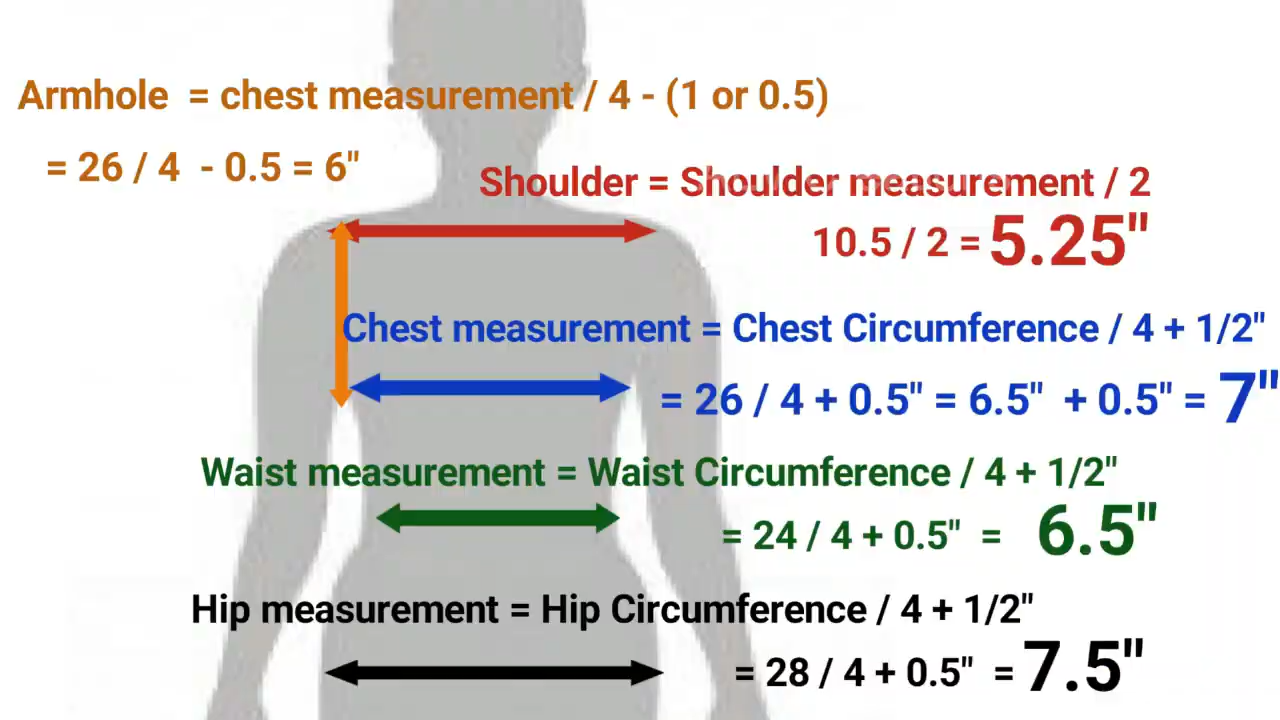 Armhole = chest measurement / 4 - (1 or 0.5)
= 26 / 4 - 0.5 = 6"
Shoulder = Shoulder measurement / 2
10.5 / 2 = 5.25"
Chest measurement = Chest Circumference / 4 + 1/2"
= 26 / 4 + 0.5" = 6.5" + 0.5" = 7"
Waist measurement = Waist Circumference / 4 + 1/2"
= 24 / 4 + 0.5" = 6.5"
Hip measurement = Hip Circumference / 4 + 1/2"
= 28 / 4 + 0.5" = 7.5"